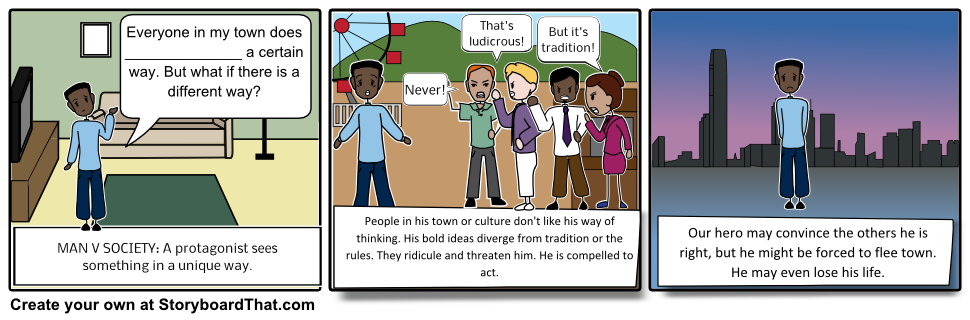 Everyone in my town does
____________________ a certain
way. But what if there is a
different way?
MAN V SOCIETY: A protagonist sees
something in a unique way.
That's
ludicrous!
But it's
tradition!
Never!
People in his town or culture don't like his way of
thinking. His bold ideas diverge from tradition or the
rules. They ridicule and threaten him. He is compelled to
act.
Our hero may convince the others he is
right, but he might be forced to flee town.
He may even lose his life.
Create your own at StoryboardThat.com